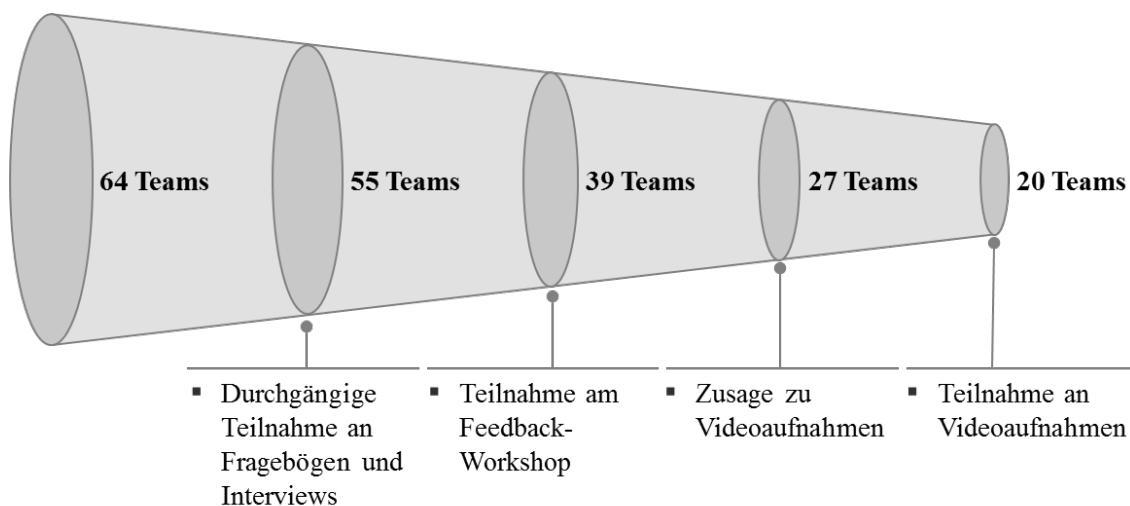 64 Teams
55 Teams
39 Teams
27 Teams
20 Teams
▪ Durchgängige
Teilnahme an
Fragebögen und
Interviews
▪ Teilnahme am
Feedback-
Workshop
▪ Zusage zu
Videoaufnahmen
▪ Teilnahme an
Videoaufnahmen